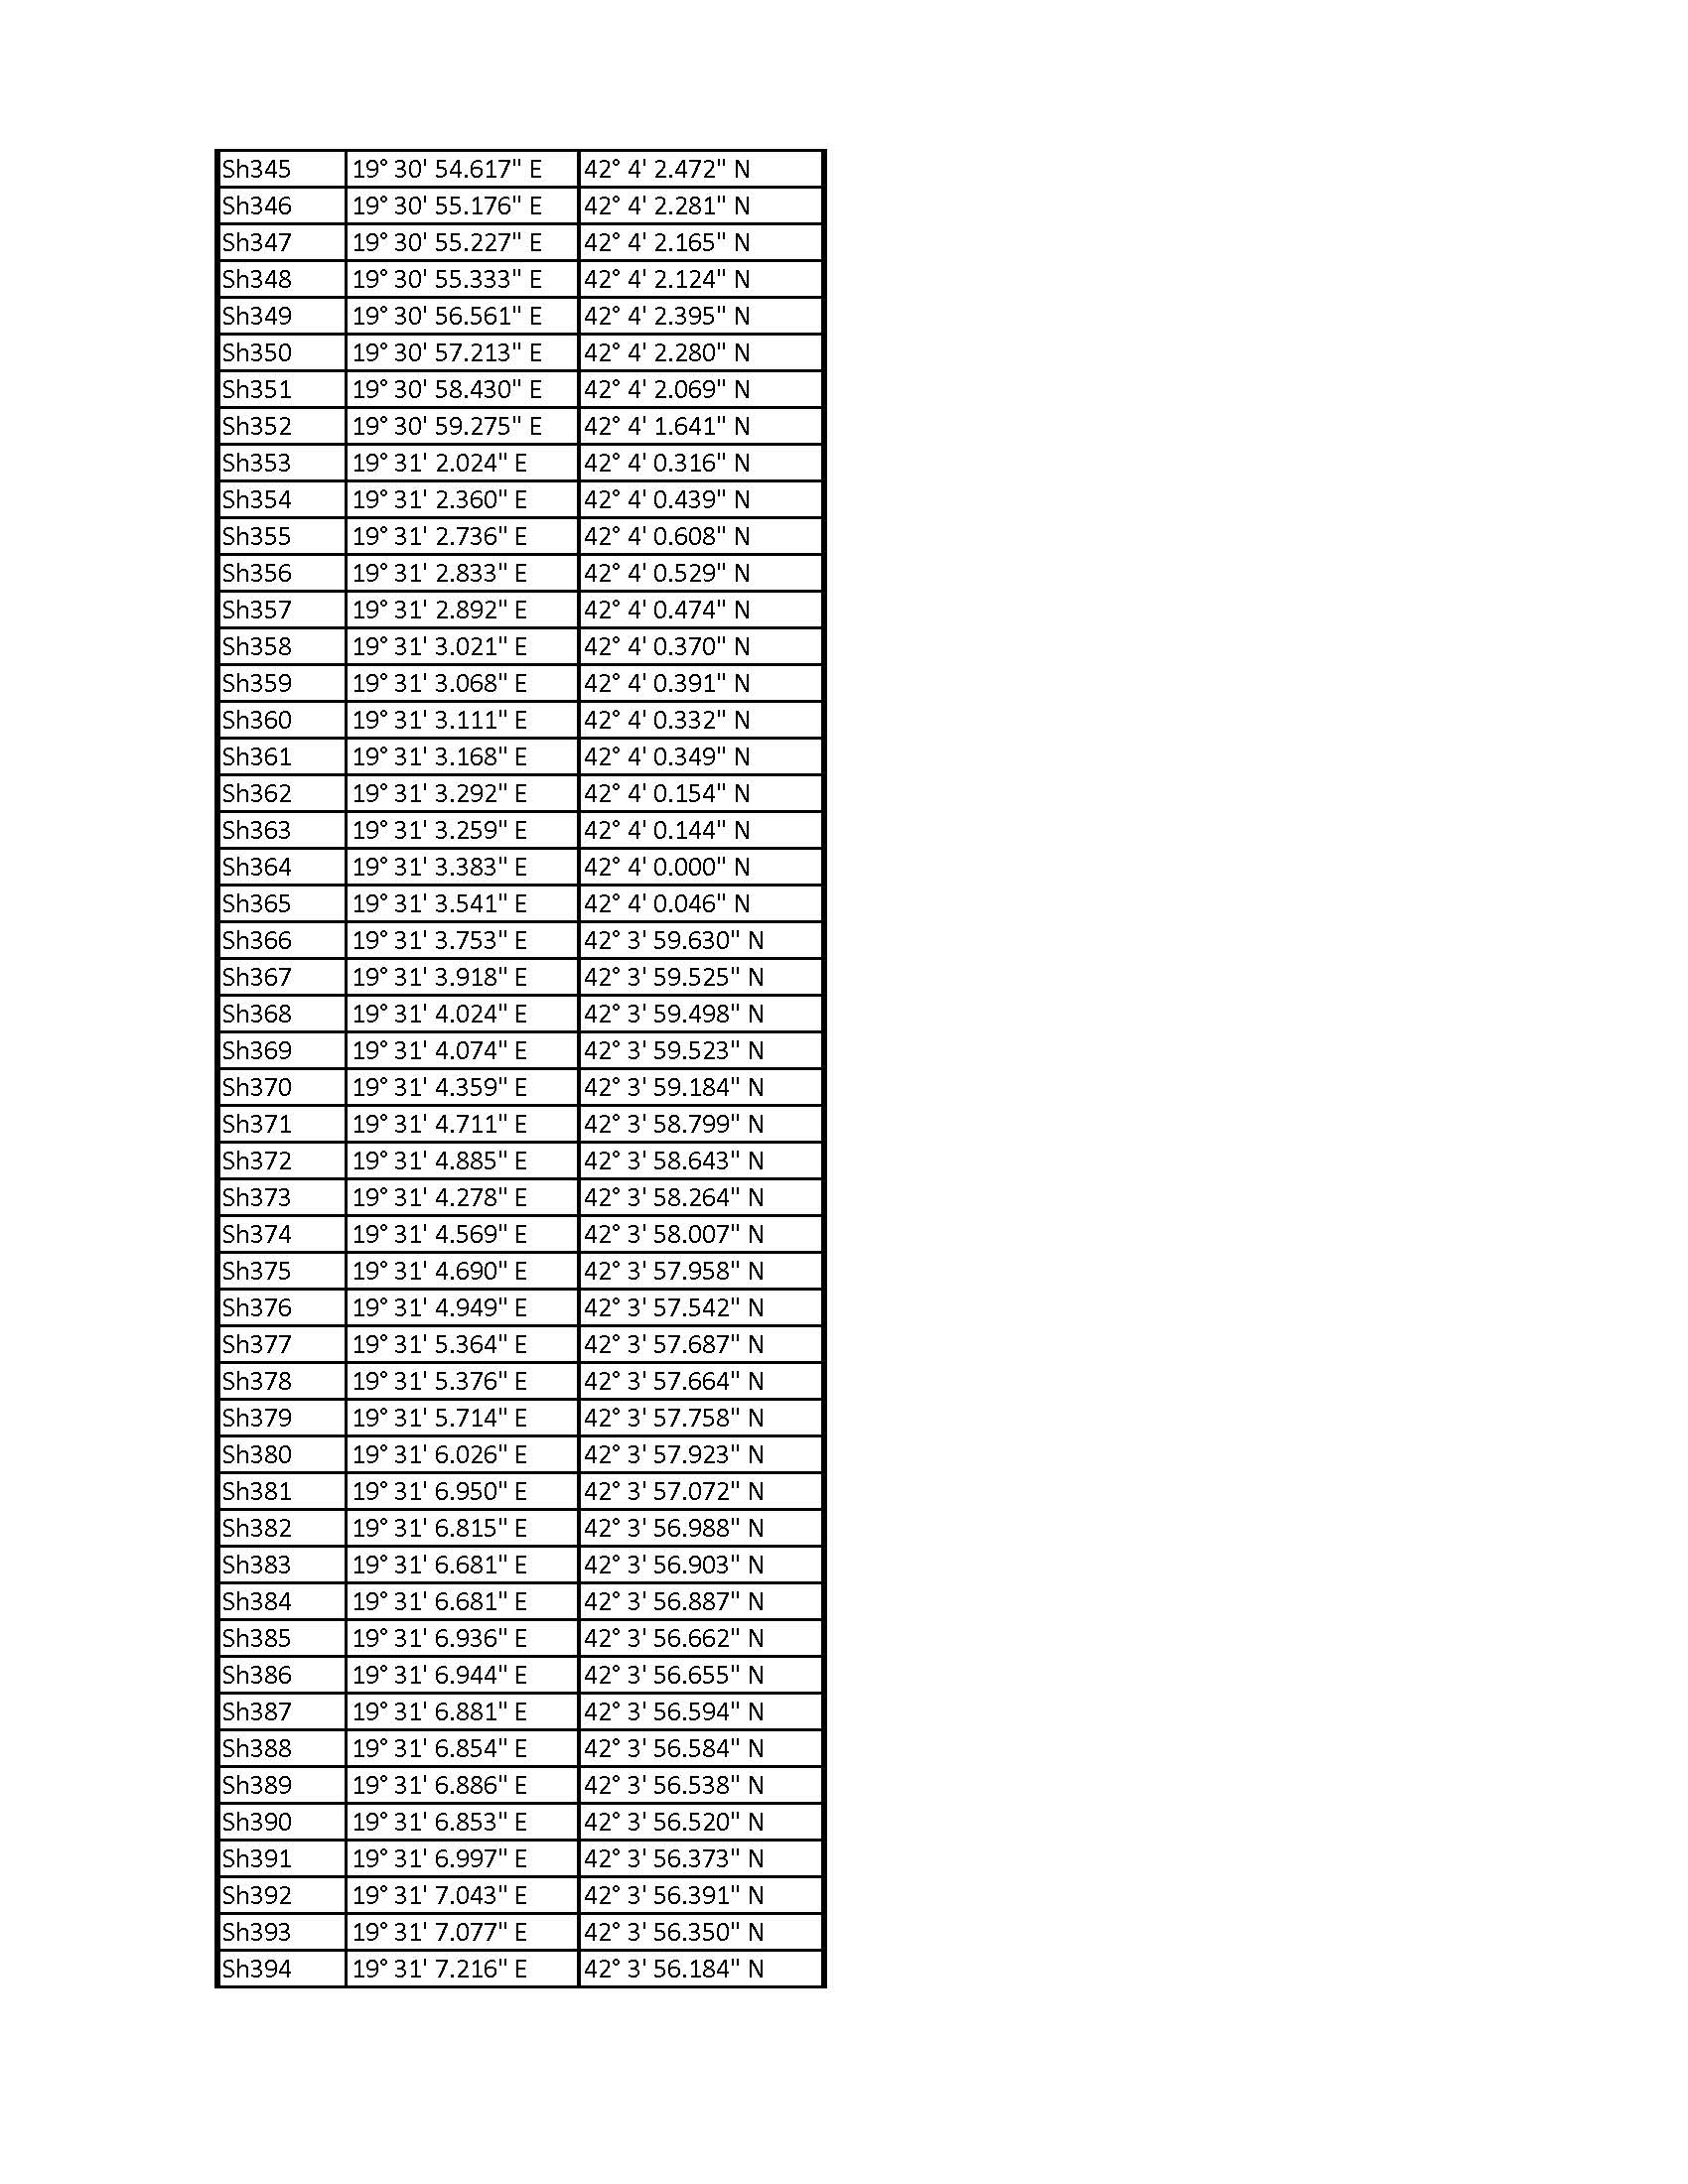 Sh345 19° 30' 54.617" E 42° 4' 2.472" N
Sh346 19° 30' 55.176" E 42° 4' 2.281" N
Sh347 19° 30' 55.227" E 42° 4' 2.165" N
Sh348 19° 30' 55.333" E 42° 4' 2.124" N
Sh349 19° 30' 56.561" E 42° 4' 2.395" N
Sh350 19° 30' 57.213" E 42° 4' 2.280" N
Sh351 19° 30' 58.430" E 42° 4' 2.069" N
Sh352 19° 30' 59.275" E 42° 4' 1.641" N
Sh353 19° 31' 2.024" E 42° 4' 0.316" N
Sh354 19° 31' 2.360" E 42° 4' 0.439" N
Sh355 19° 31' 2.736" E 42° 4' 0.608" N
Sh356 19° 31' 2.833" E 42° 4' 0.529" N
Sh357 19° 31' 2.892" E 42° 4' 0.474" N
Sh358 19° 31' 3.021" E 42° 4' 0.370" N
Sh359 19° 31' 3.068" E 42° 4' 0.391" N
Sh360 19° 31' 3.111" E 42° 4' 0.332" N
Sh361 19° 31' 3.168" E 42° 4' 0.349" N
Sh362 19° 31' 3.292" E 42° 4' 0.154" N
Sh363 19° 31' 3.259" E 42° 4' 0.144" N
Sh364 19° 31' 3.383" E 42° 4' 0.000" N
Sh365 19° 31' 3.541" E 42° 4' 0.046" N
Sh366 19° 31' 3.753" E 42° 3' 59.630" N
Sh367 19° 31' 3.918" E 42° 3' 59.525" N
Sh368 19° 31' 4.024" E 42° 3' 59.498" N
Sh369 19° 31' 4.074" E 42° 3' 59.523" N
Sh370 19° 31' 4.359" E 42° 3' 59.184" N
Sh371 19° 31' 4.711" E 42° 3' 58.799" N
Sh372 19° 31' 4.885" E 42° 3' 58.643" N
Sh373 19° 31' 4.278" E 42° 3' 58.264" N
Sh374 19° 31' 4.569" E 42° 3' 58.007" N
Sh375 19° 31' 4.690" E 42° 3' 57.958" N
Sh376 19° 31' 4.949" E 42° 3' 57.542" N
Sh377 19° 31' 5.364" E 42° 3' 57.687" N
Sh378 19° 31' 5.376" E 42° 3' 57.664" N
Sh379 19° 31' 5.714" E 42° 3' 57.758" N
Sh380 19° 31' 6.026" E 42° 3' 57.923" N
Sh381 19° 31' 6.950" E 42° 3' 57.072" N
Sh382 19° 31' 6.815" E 42° 3' 56.988" N
Sh383 19° 31' 6.681" E 42° 3' 56.903" N
Sh384 19° 31' 6.681" E 42° 3' 56.887" N
Sh385 19° 31' 6.936" E 42° 3' 56.662" N
Sh386 19° 31' 6.944" E 42° 3' 56.655" N
Sh387 19° 31' 6.881" E 42° 3' 56.594" N
Sh388 19° 31' 6.854" E 42° 3' 56.584" N
Sh389 19° 31' 6.886" E 42° 3' 56.538" N
Sh390 19° 31' 6.853" E 42° 3' 56.520" N
Sh391 19° 31' 6.997" E 42° 3' 56.373" N
Sh392 19° 31' 7.043" E 42° 3' 56.391" N
Sh393 19° 31' 7.077" E 42° 3' 56.350" N
Sh394 19° 31' 7.216" E 42° 3' 56.184" N